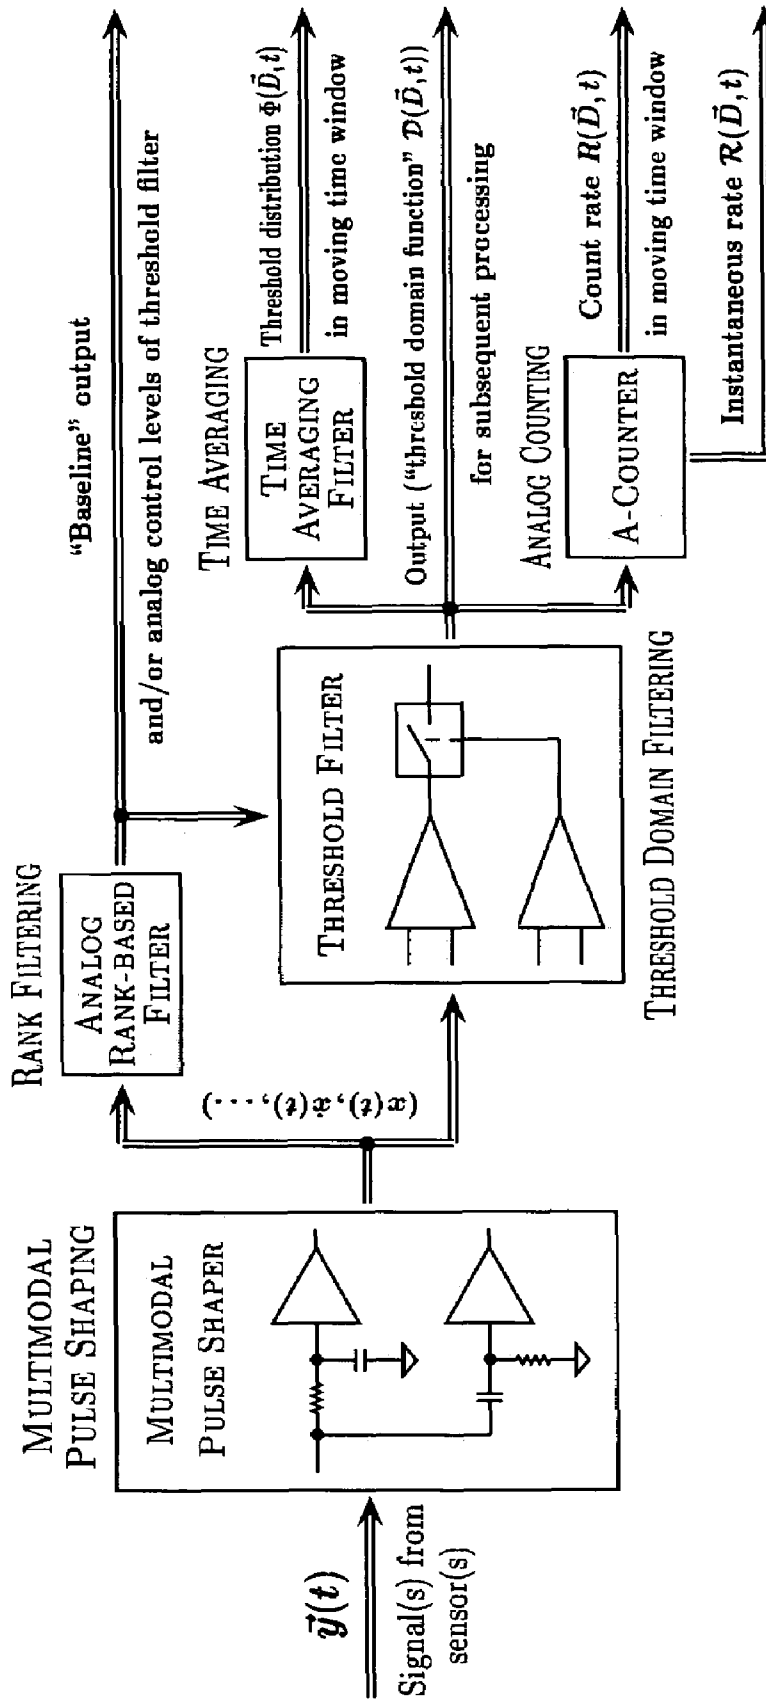 MULTIMODAL
PULSE SHAPING
MULTIMODAL
PULSE SHAPER
𝑦⃗(t)
Signal(s) from
sensor(s)
(x(t), ẋ(t), ···)
RANK FILTERING
ANALOG
RANK-BASED
FILTER
"Baseline" output
and/or analog control levels of threshold filter
THRESHOLD FILTER
THRESHOLD DOMAIN FILTERING
TIME AVERAGING
TIME
AVERAGING
FILTER
Threshold distribution Φ(D⃗, t)
in moving time window
Output ("threshold domain function" 𝒟(D⃗, t))
for subsequent processing
ANALOG COUNTING
A-COUNTER
Count rate R(D⃗, t)
in moving time window
Instantaneous rate ℛ(D⃗, t)